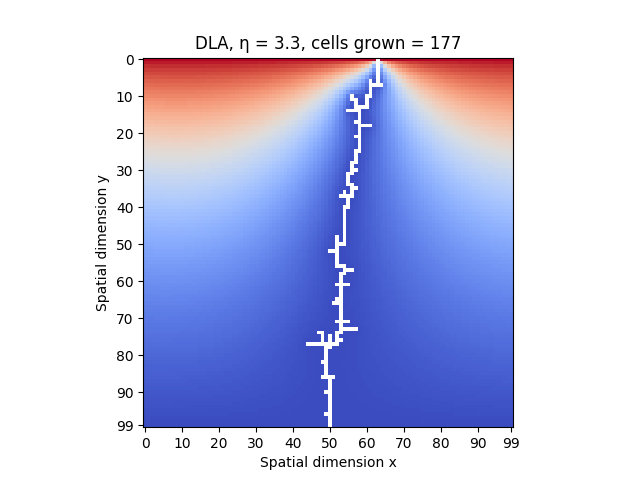 DLA, η = 3.3, cells grown = 177
Spatial dimension y
0
10
20
30
40
50
60
70
80
90
99
0 10 20 30 40 50 60 70 80 90 99
Spatial dimension x